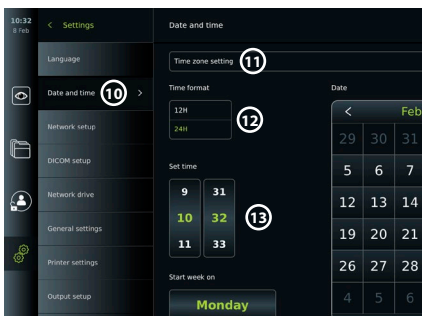 10:32
8 Feb
Settings
Date and time
Language
Time zone setting
11
Date and time
10
Time format
Date
12H
24H
12
Feb
Network setup
29 30 31
DICOM setup
Set time
5 6 7
Network drive
9 31
10 32
11 33
13
12 13 14
General settings
19 20 21
Printer settings
26 27 28
Start week on
Output setup
Monday
4 5 6